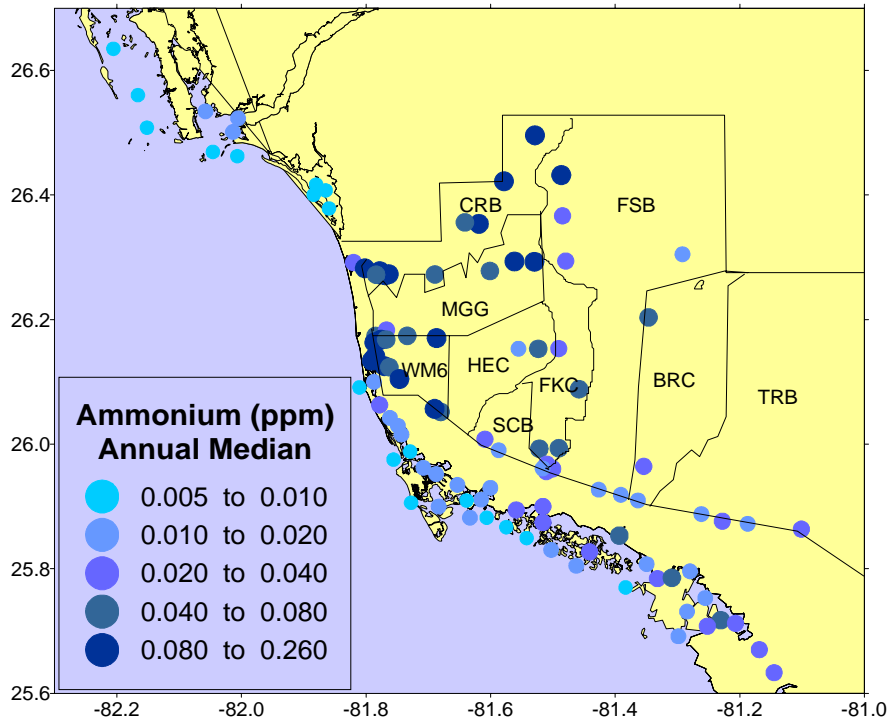 26.6
26.4
26.2
26.0
25.8
25.6
CRB
FSB
MGG
WM6
HEC
FKC
BRC
TRB
SCB
Ammonium (ppm)
Annual Median
0.005 to 0.010
0.010 to 0.020
0.020 to 0.040
0.040 to 0.080
0.080 to 0.260
-82.2 -82.0 -81.8 -81.6 -81.4 -81.2 -81.0